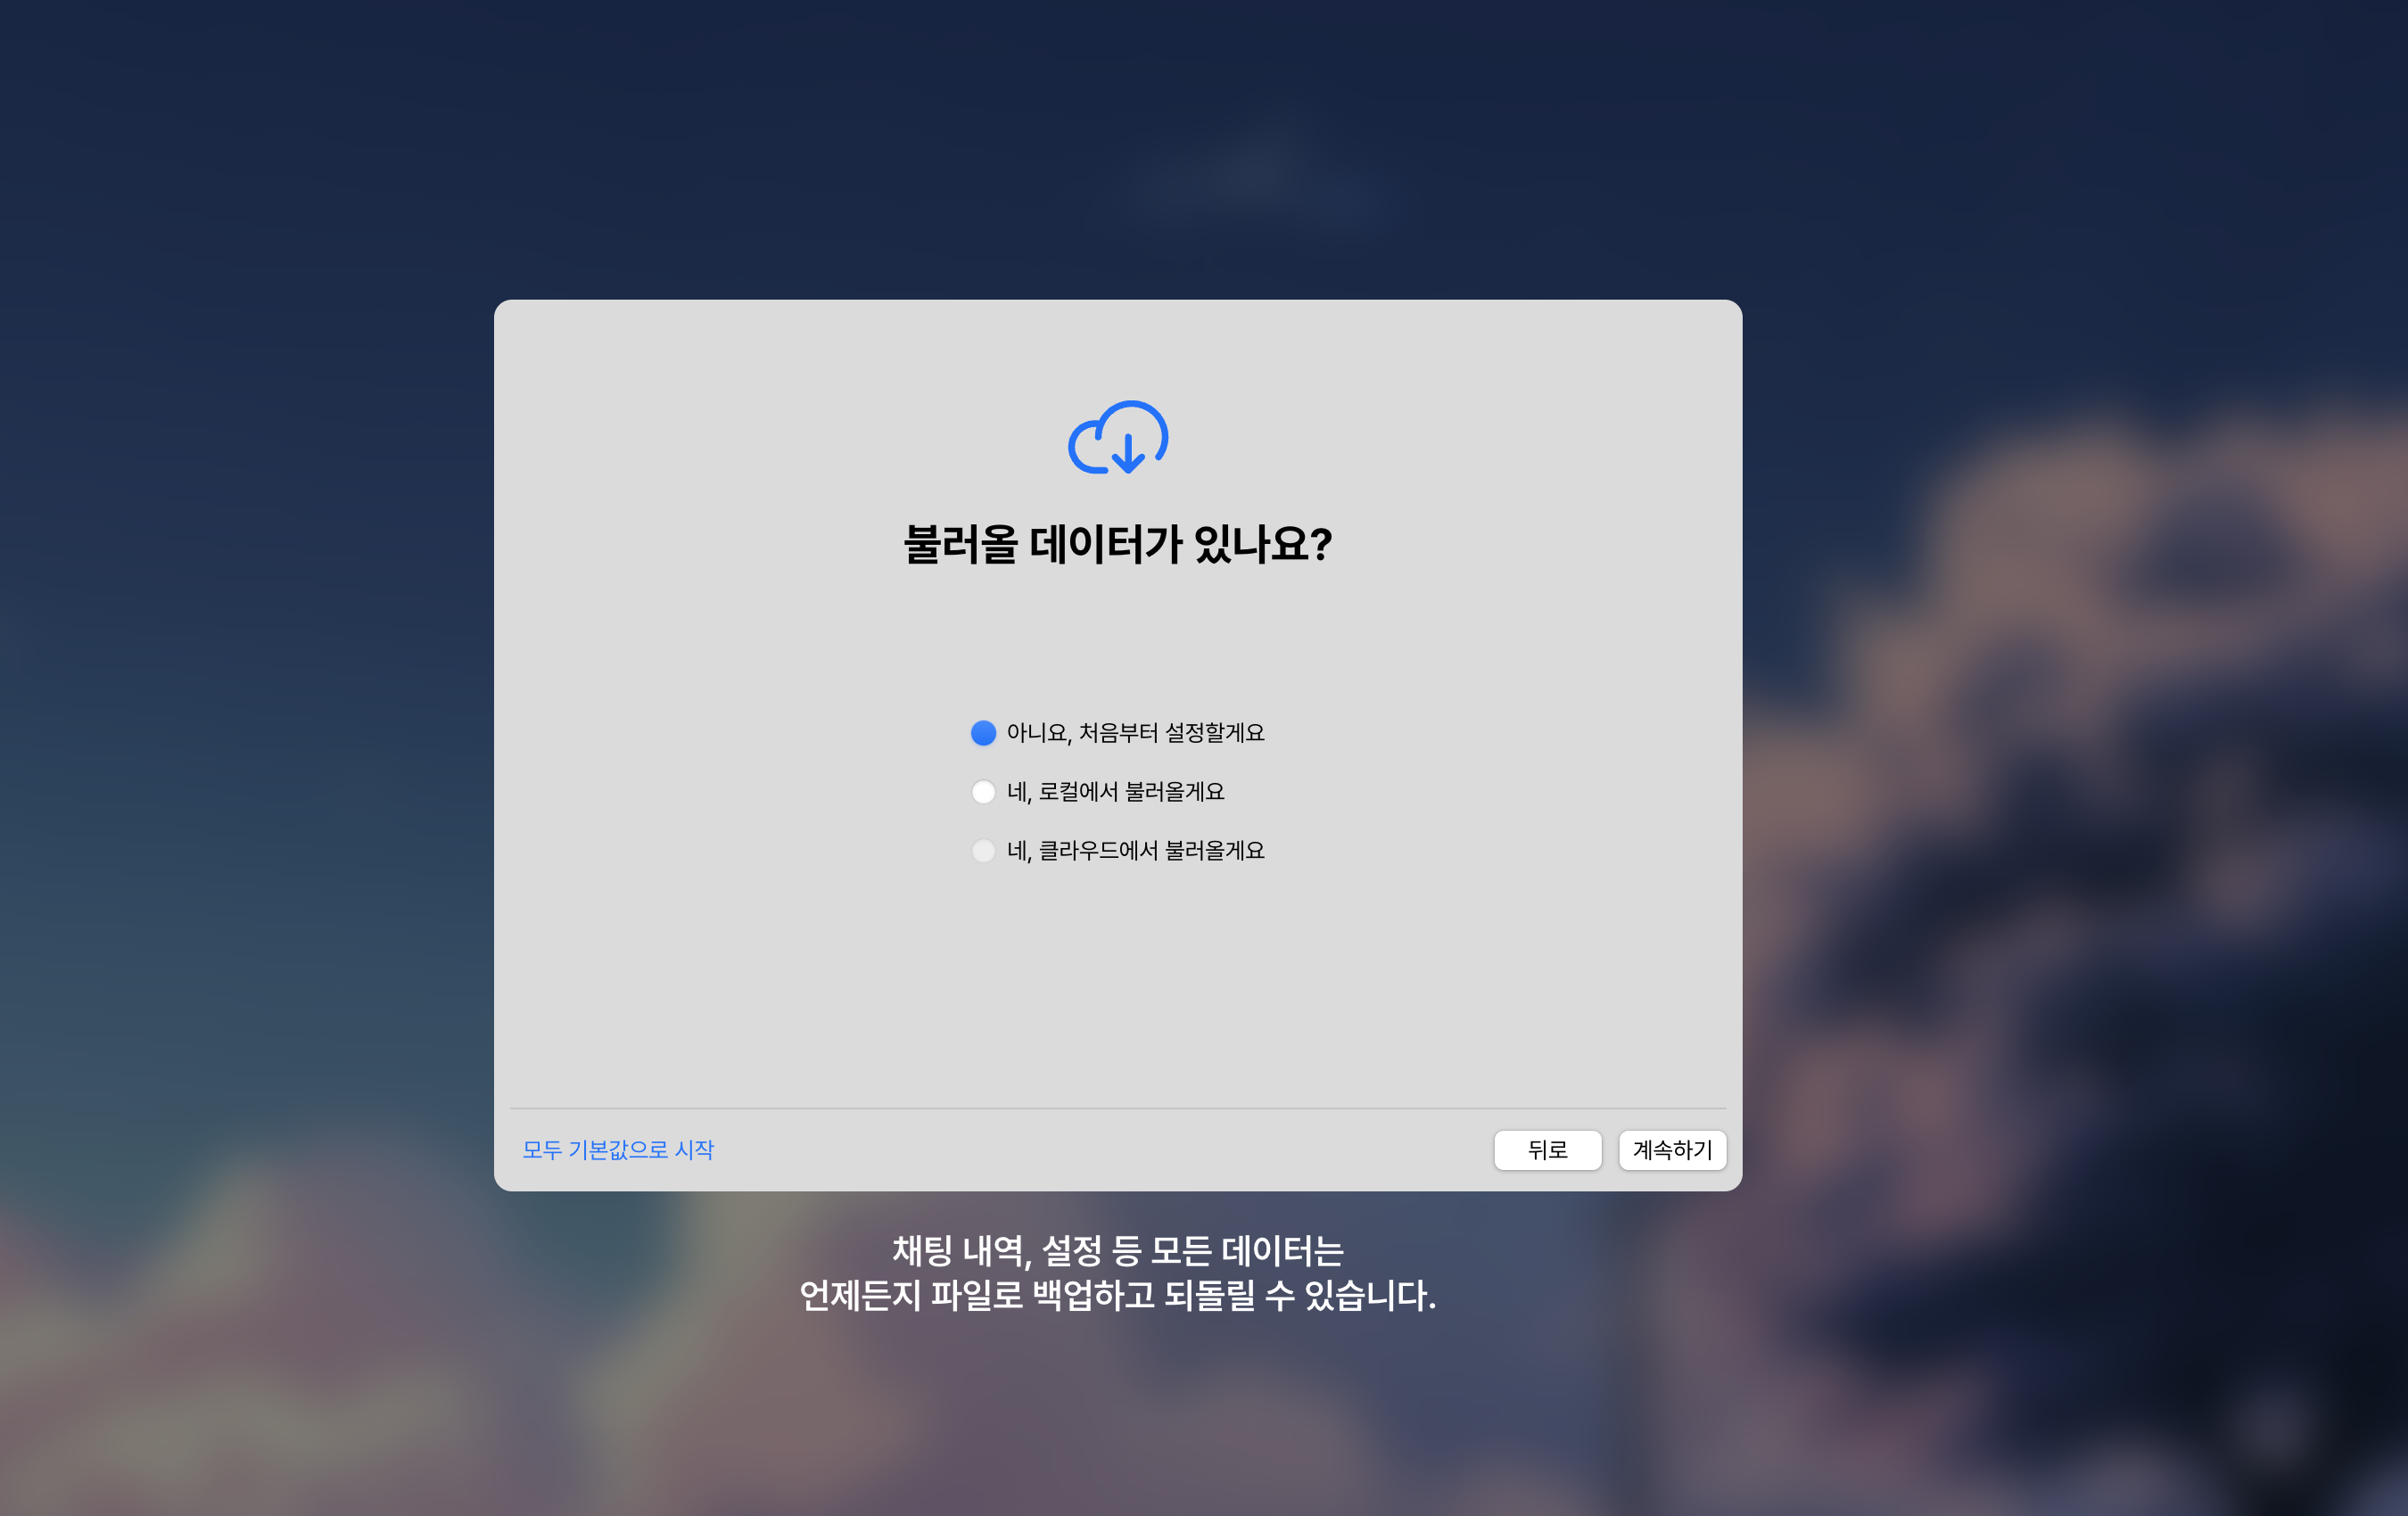 불러올 데이터가 있나요?
아니요, 처음부터 설정할게요
네, 로컬에서 불러올게요
네, 클라우드에서 불러올게요
모두 기본값으로 시작
뒤로
계속하기
채팅 내역, 설정 등 모든 데이터는
언제든지 파일로 백업하고 되돌릴 수 있습니다.